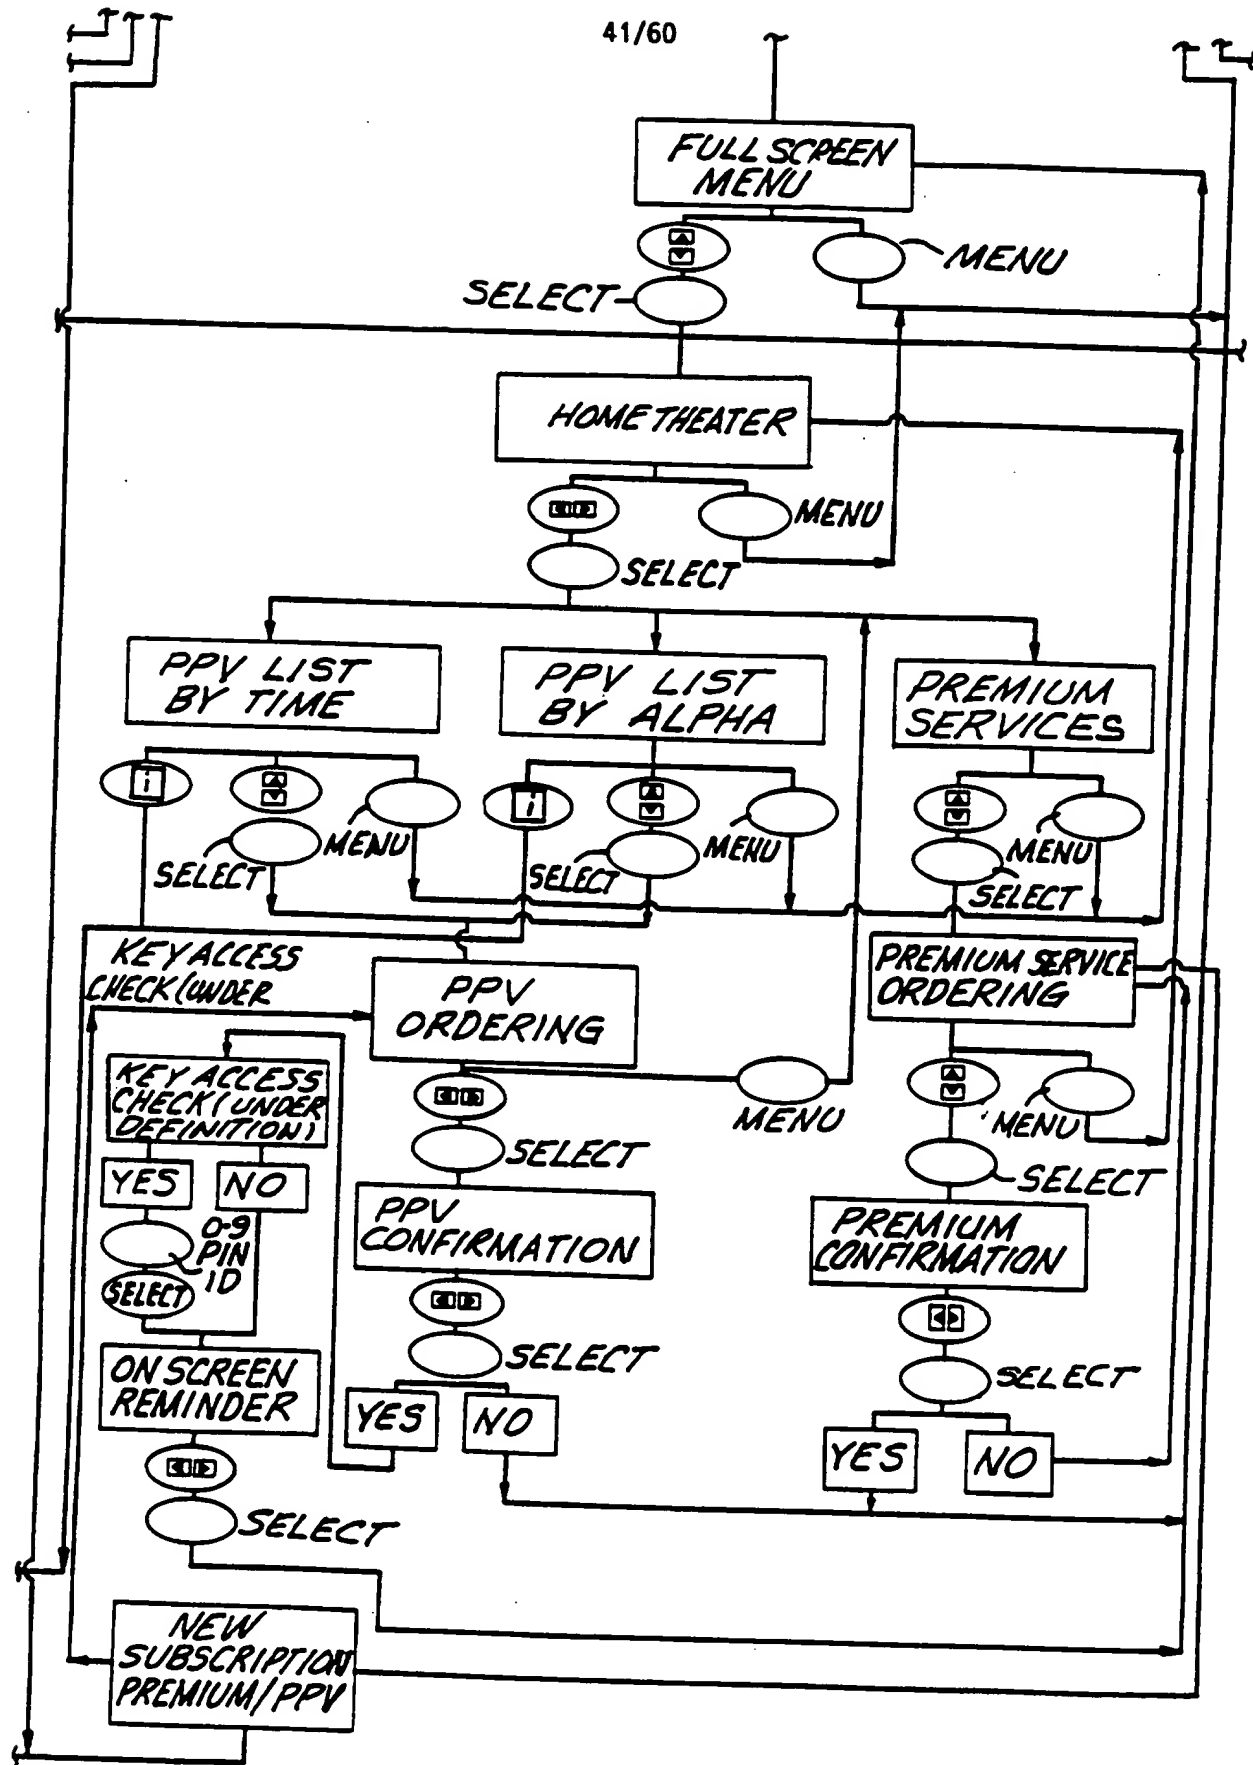 41/60
FULL SCREEN
MENU
MENU
SELECT
HOME THEATER
MENU
SELECT
PPV LIST
BY TIME
PPV LIST
BY ALPHA
PREMIUM
SERVICES
i
i
MENU
SELECT
MENU
SELECT
MENU
SELECT
KEY ACCESS
CHECK (UNDER
PPV
ORDERING
PREMIUM SERVICE
ORDERING
KEY ACCESS
CHECK (UNDER
DEFINITION)
MENU
MENU
SELECT
SELECT
YES
NO
0-9
PIN
ID
SELECT
PPV
CONFIRMATION
PREMIUM
CONFIRMATION
SELECT
SELECT
ON SCREEN
REMINDER
YES
NO
YES
NO
SELECT
NEW
SUBSCRIPTION
PREMIUM/PPV